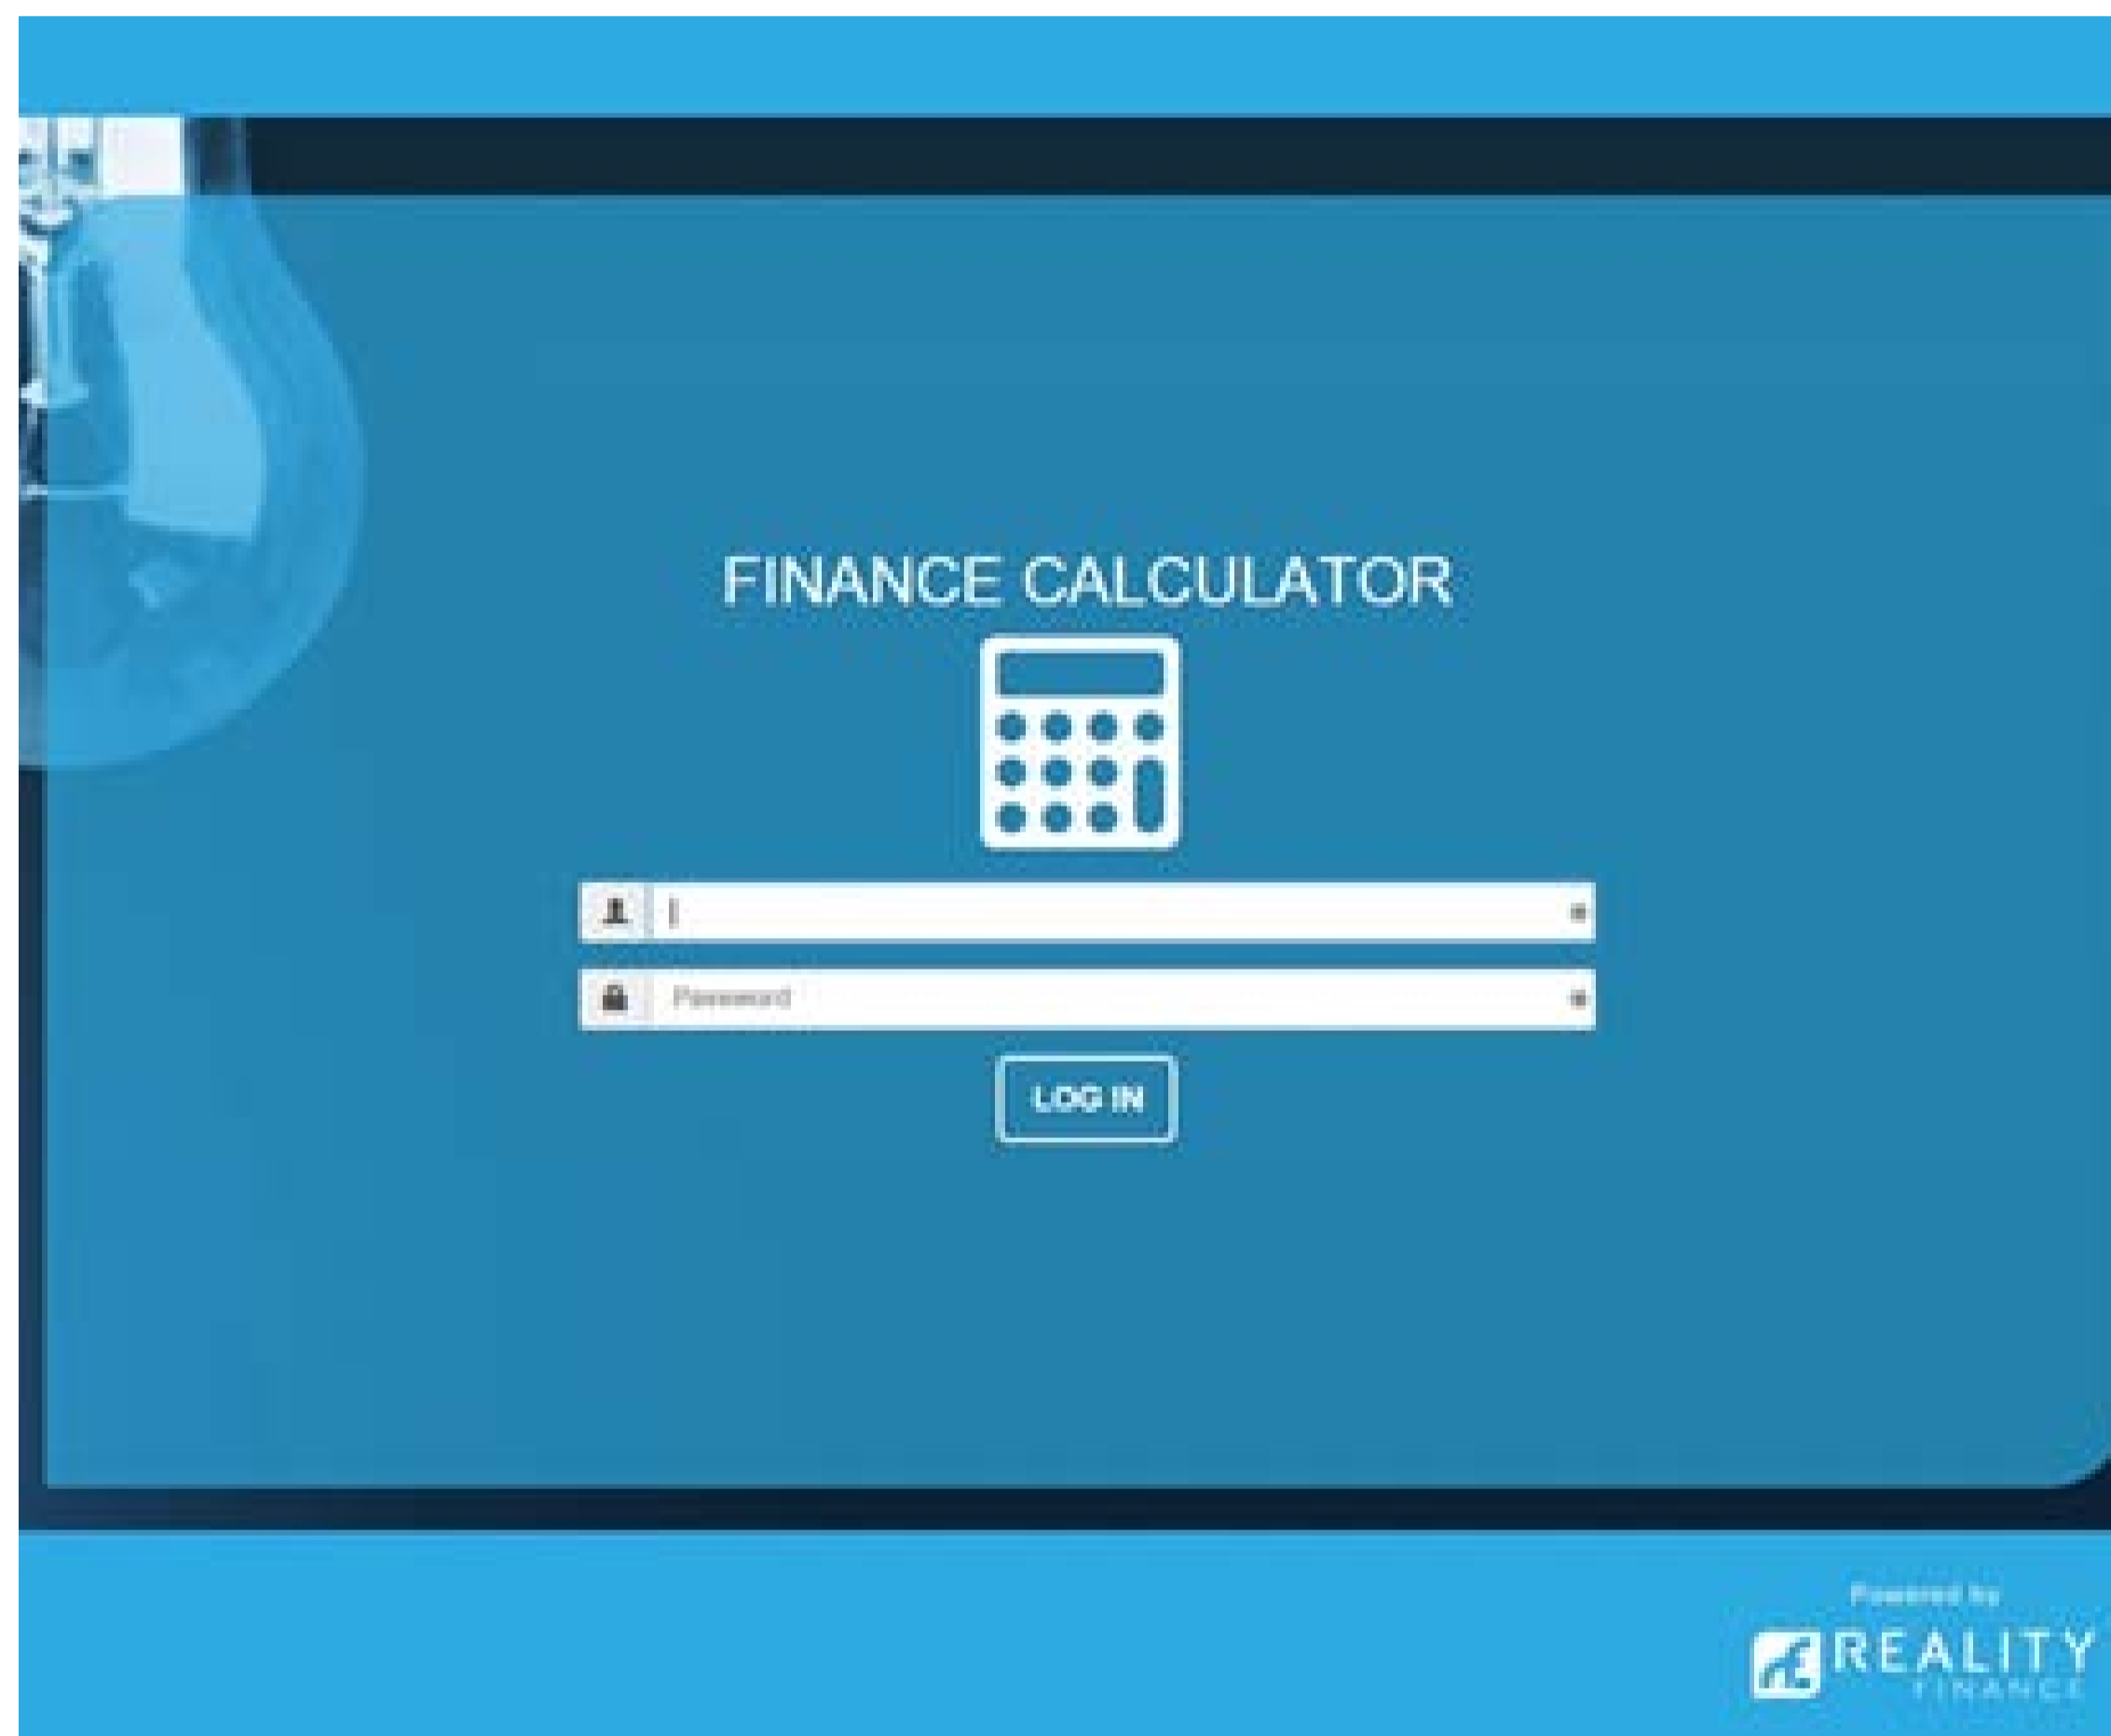 FINANCE CALCULATOR
Password
LOG IN
Powered by
REALITY
FINANCE